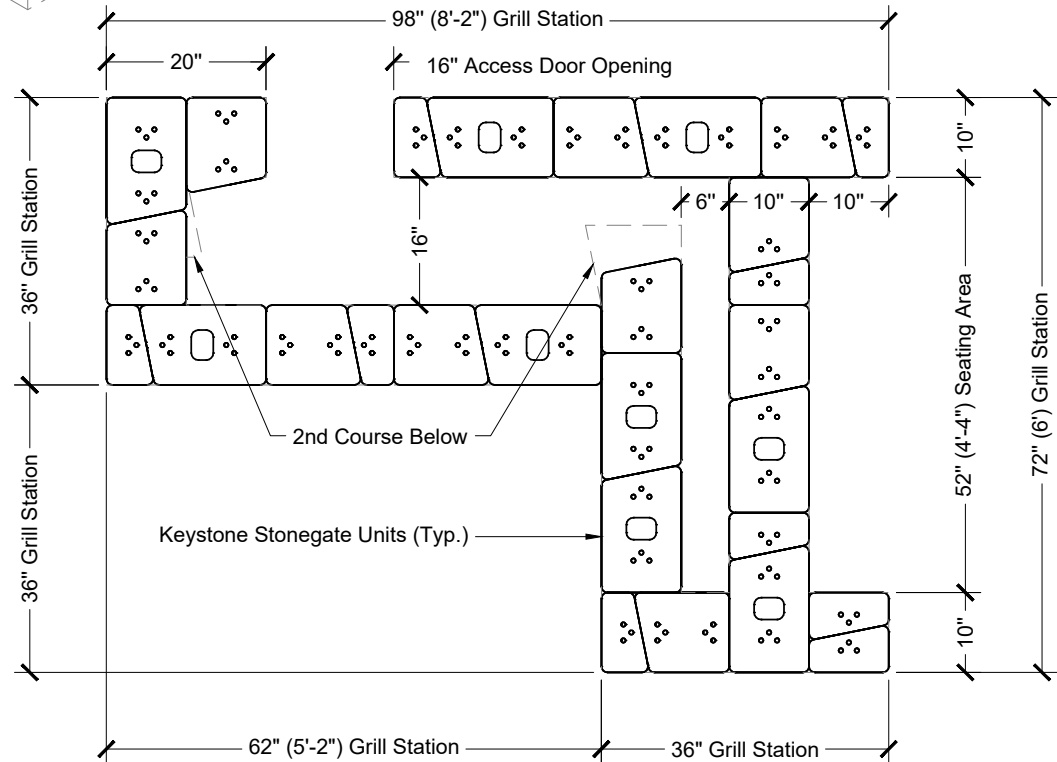 98" (8'-2") Grill Station
20"
16" Access Door Opening
36" Grill Station
10"
16"
6"
10"
10"
52" (4'-4") Seating Area
72" (6') Grill Station
2nd Course Below
36" Grill Station
Keystone Stonegate Units (Typ.)
10"
62" (5'-2") Grill Station
36" Grill Station